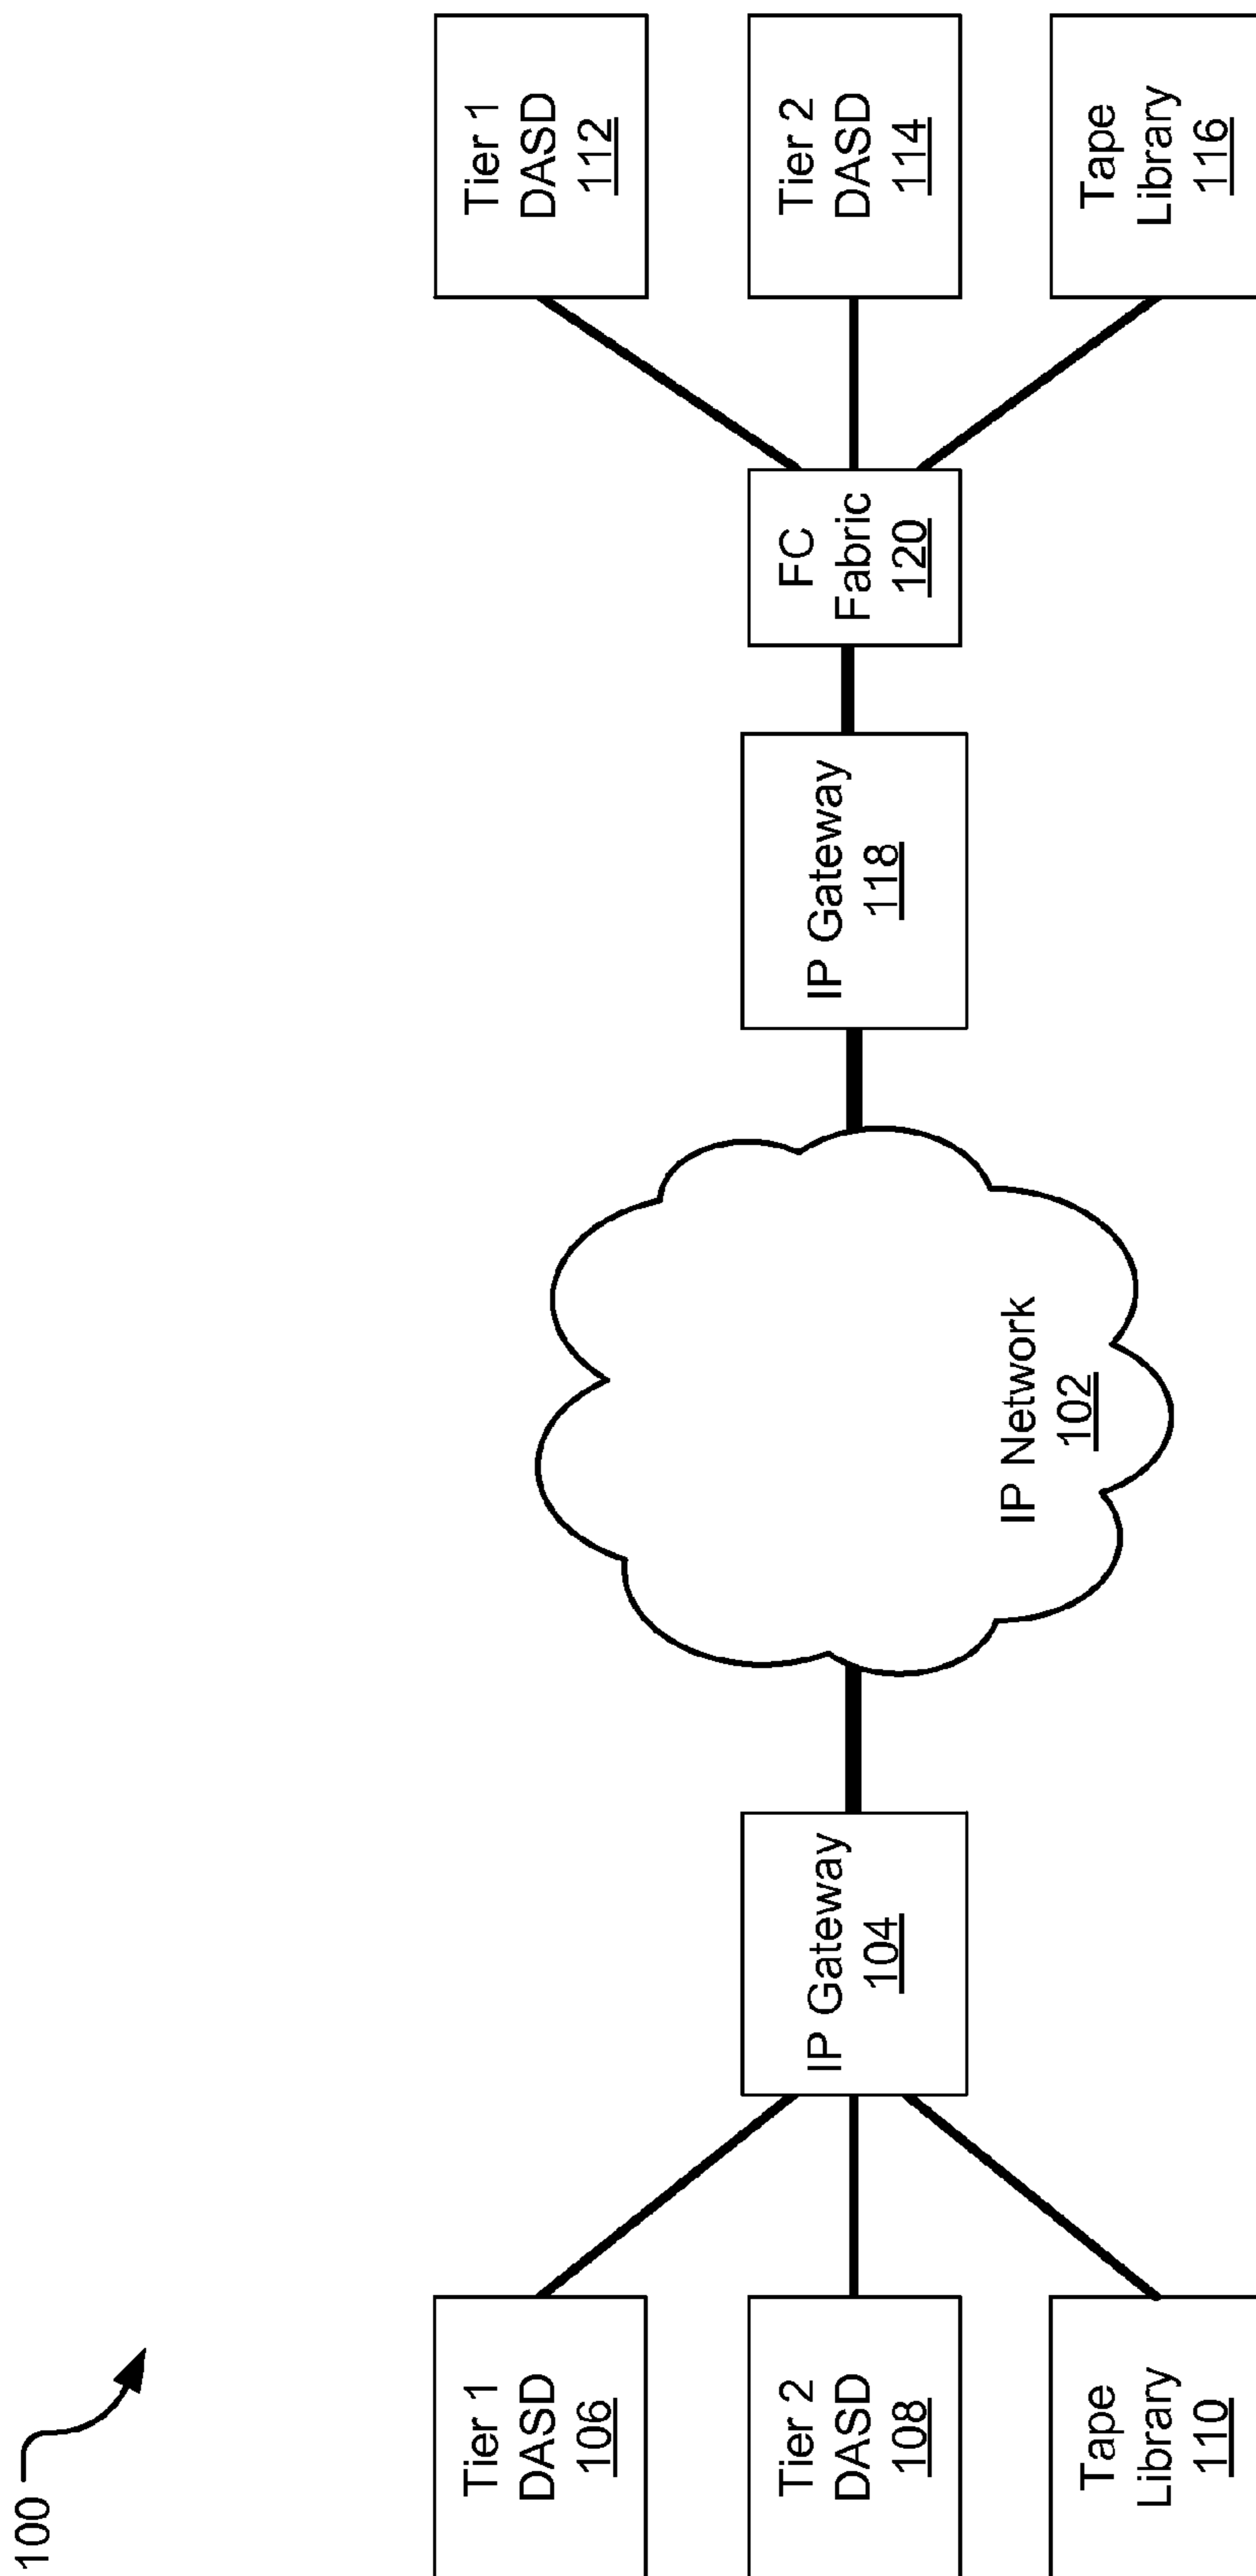 100
Tier 1
DASD
106
Tier 2
DASD
108
Tape
Library
110
IP Gateway
104
IP Network
102
IP Gateway
118
FC
Fabric
120
Tier 1
DASD
112
Tier 2
DASD
114
Tape
Library
116